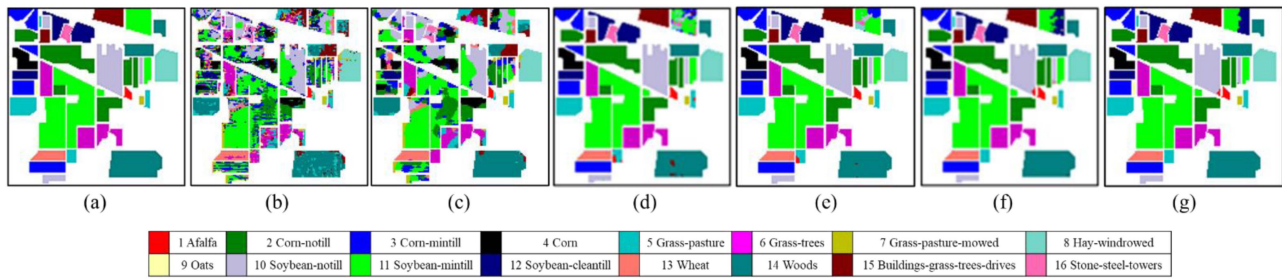 (a) (b) (c) (d) (e) (f) (g)
1 Afalfa 2 Corn-notill 3 Corn-mintill 4 Corn 5 Grass-pasture 6 Grass-trees 7 Grass-pasture-mowed 8 Hay-windrowed
9 Oats 10 Soybean-notill 11 Soybean-mintill 12 Soybean-cleantill 13 Wheat 14 Woods 15 Buildings-grass-trees-drives 16 Stone-steel-towers